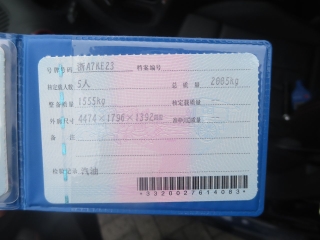 号牌号码 浙A7KE23 档案编号
核定载人数 5人 总质量 2065kg
整备质量 1555kg 核定载质量
外廓尺寸 4474×1796×1392mm 准牵引总质量
备注
检验记录 汽油
*3320027614083*